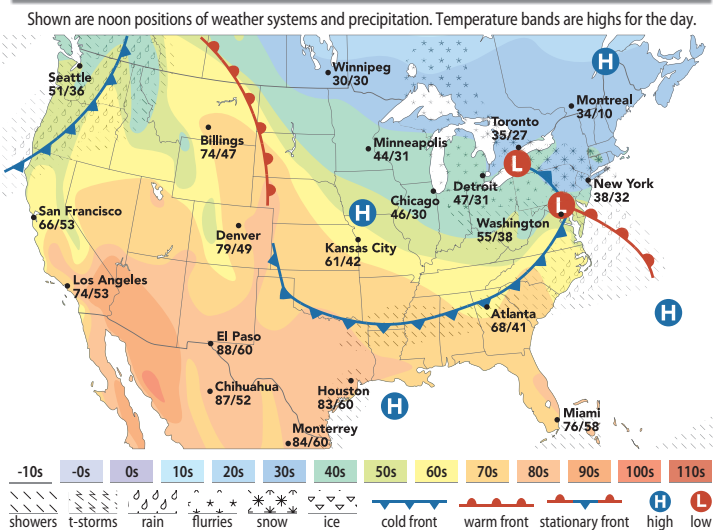 Shown are noon positions of weather systems and precipitation. Temperature bands are highs for the day.
H
Winnipeg
30/30
Seattle
51/36
Montreal
34/10
Toronto
35/27
Billings
74/47
Minneapolis
44/31
L
Detroit
47/31
New York
38/32
Chicago
46/30
L
San Francisco
66/53
H
Washington
55/38
Denver
79/49
Kansas City
61/42
Los Angeles
74/53
Atlanta
68/41
H
El Paso
88/60
Chihuahua
87/52
Houston
83/60
H
Miami
76/58
Monterrey
84/60
-10s -0s 0s 10s 20s 30s 40s 50s 60s 70s 80s 90s 100s 110s
H L
showers t-storms rain flurries snow ice cold front warm front stationary front high low